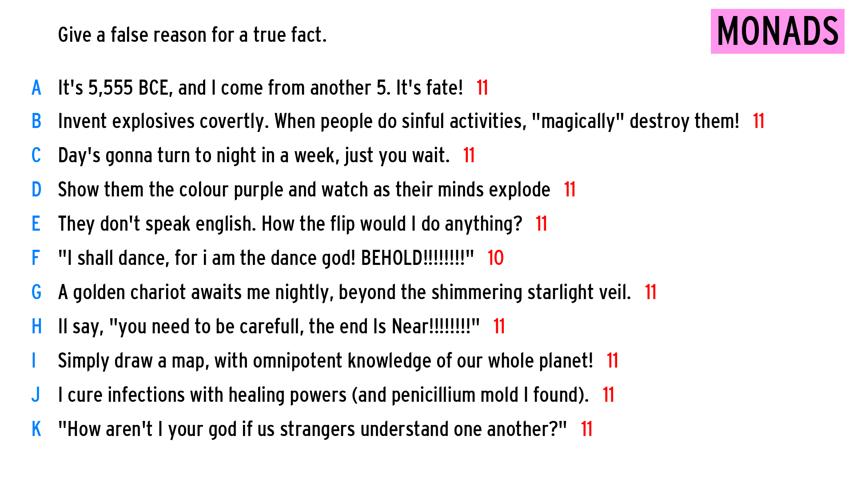 Give a false reason for a true fact.
MONADS
A It's 5,555 BCE, and I come from another 5. It's fate! 11
B Invent explosives covertly. When people do sinful activities, "magically" destroy them! 11
C Day's gonna turn to night in a week, just you wait. 11
D Show them the colour purple and watch as their minds explode 11
E They don't speak english. How the flip would I do anything? 11
F "I shall dance, for i am the dance god! BEHOLD!!!!!!!!" 10
G A golden chariot awaits me nightly, beyond the shimmering starlight veil. 11
H Il say, "you need to be carefull, the end Is Near!!!!!!!!" 11
I Simply draw a map, with omnipotent knowledge of our whole planet! 11
J I cure infections with healing powers (and penicillium mold I found). 11
K "How aren't I your god if us strangers understand one another?" 11